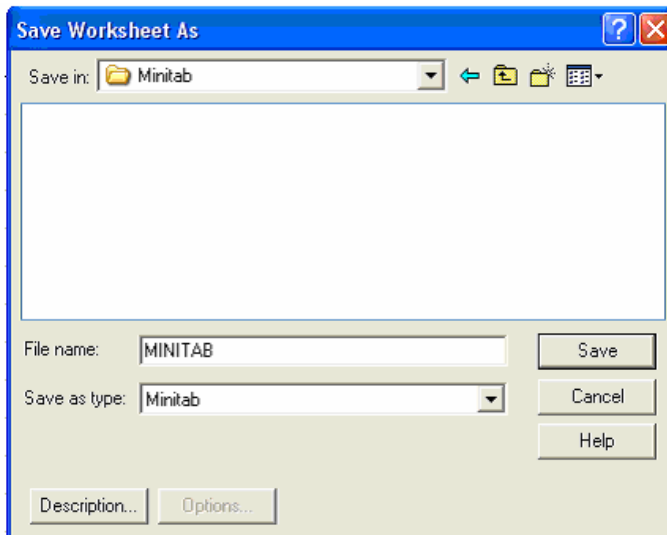 Save Worksheet As
Save in: Minitab
File name: MINITAB
Save
Save as type: Minitab
Cancel
Help
Description... Options...